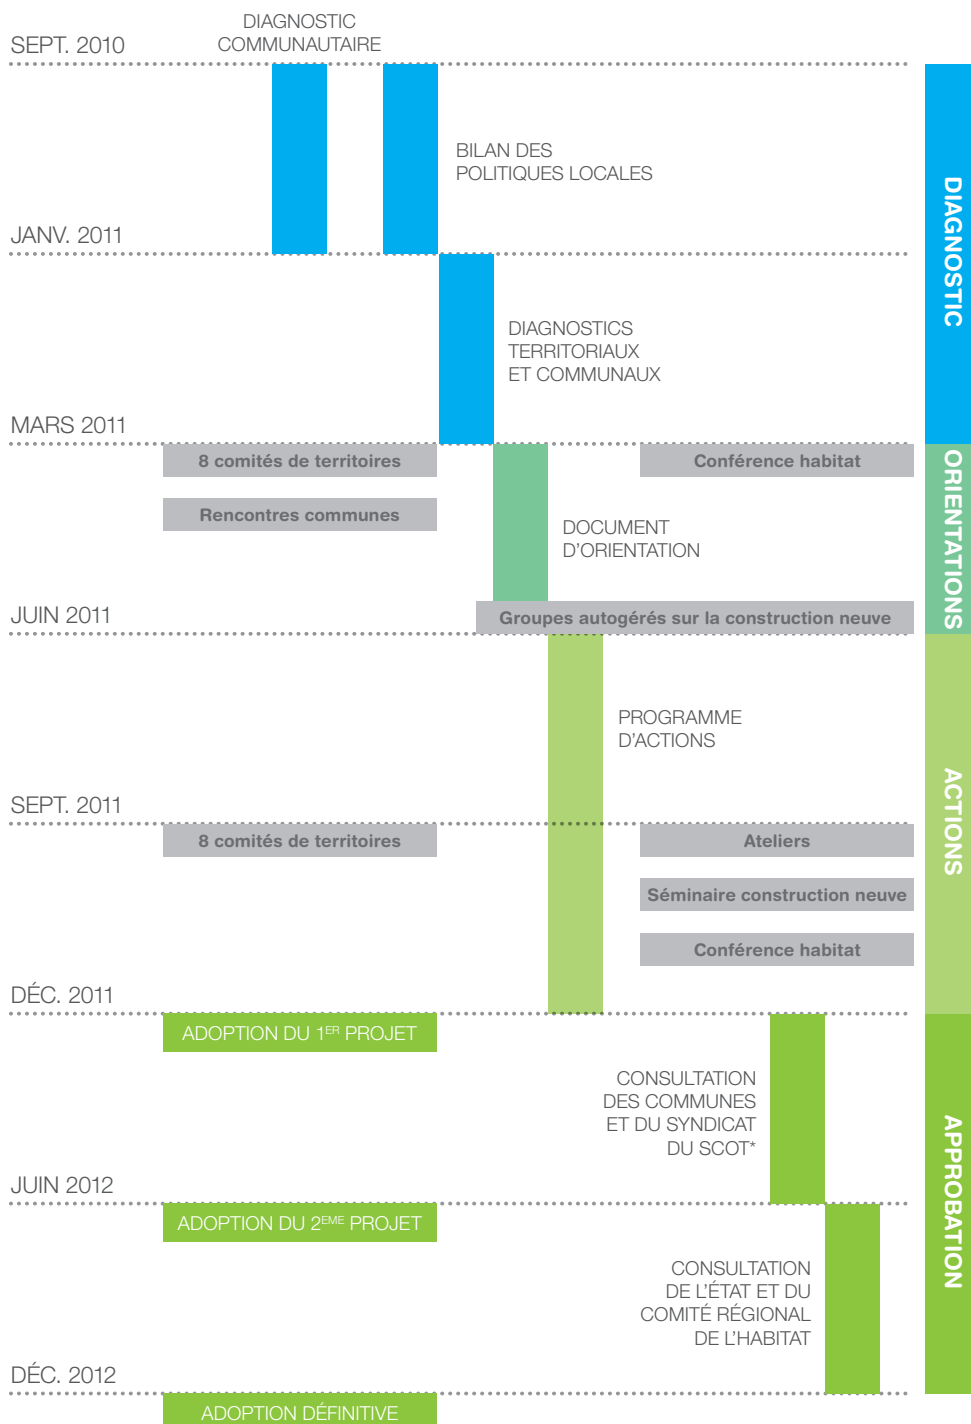 DIAGNOSTIC
COMMUNAUTAIRE
SEPT. 2010
BILAN DES
POLITIQUES LOCALES
JANV. 2011
DIAGNOSTICS
TERRITORIAUX
ET COMMUNAUX
DIAGNOSTIC
MARS 2011
8 comités de territoires
Conférence habitat
Rencontres communes
DOCUMENT
D'ORIENTATION
ORIENTATIONS
JUIN 2011
Groupes autogérés sur la construction neuve
PROGRAMME
D'ACTIONS
SEPT. 2011
8 comités de territoires
Ateliers
Séminaire construction neuve
Conférence habitat
ACTIONS
DÉC. 2011
ADOPTION DU 1ER PROJET
CONSULTATION
DES COMMUNES
ET DU SYNDICAT
DU SCOT*
JUIN 2012
ADOPTION DU 2EME PROJET
CONSULTATION
DE L'ÉTAT ET DU
COMITÉ RÉGIONAL
DE L'HABITAT
APPROBATION
DÉC. 2012
ADOPTION DÉFINITIVE